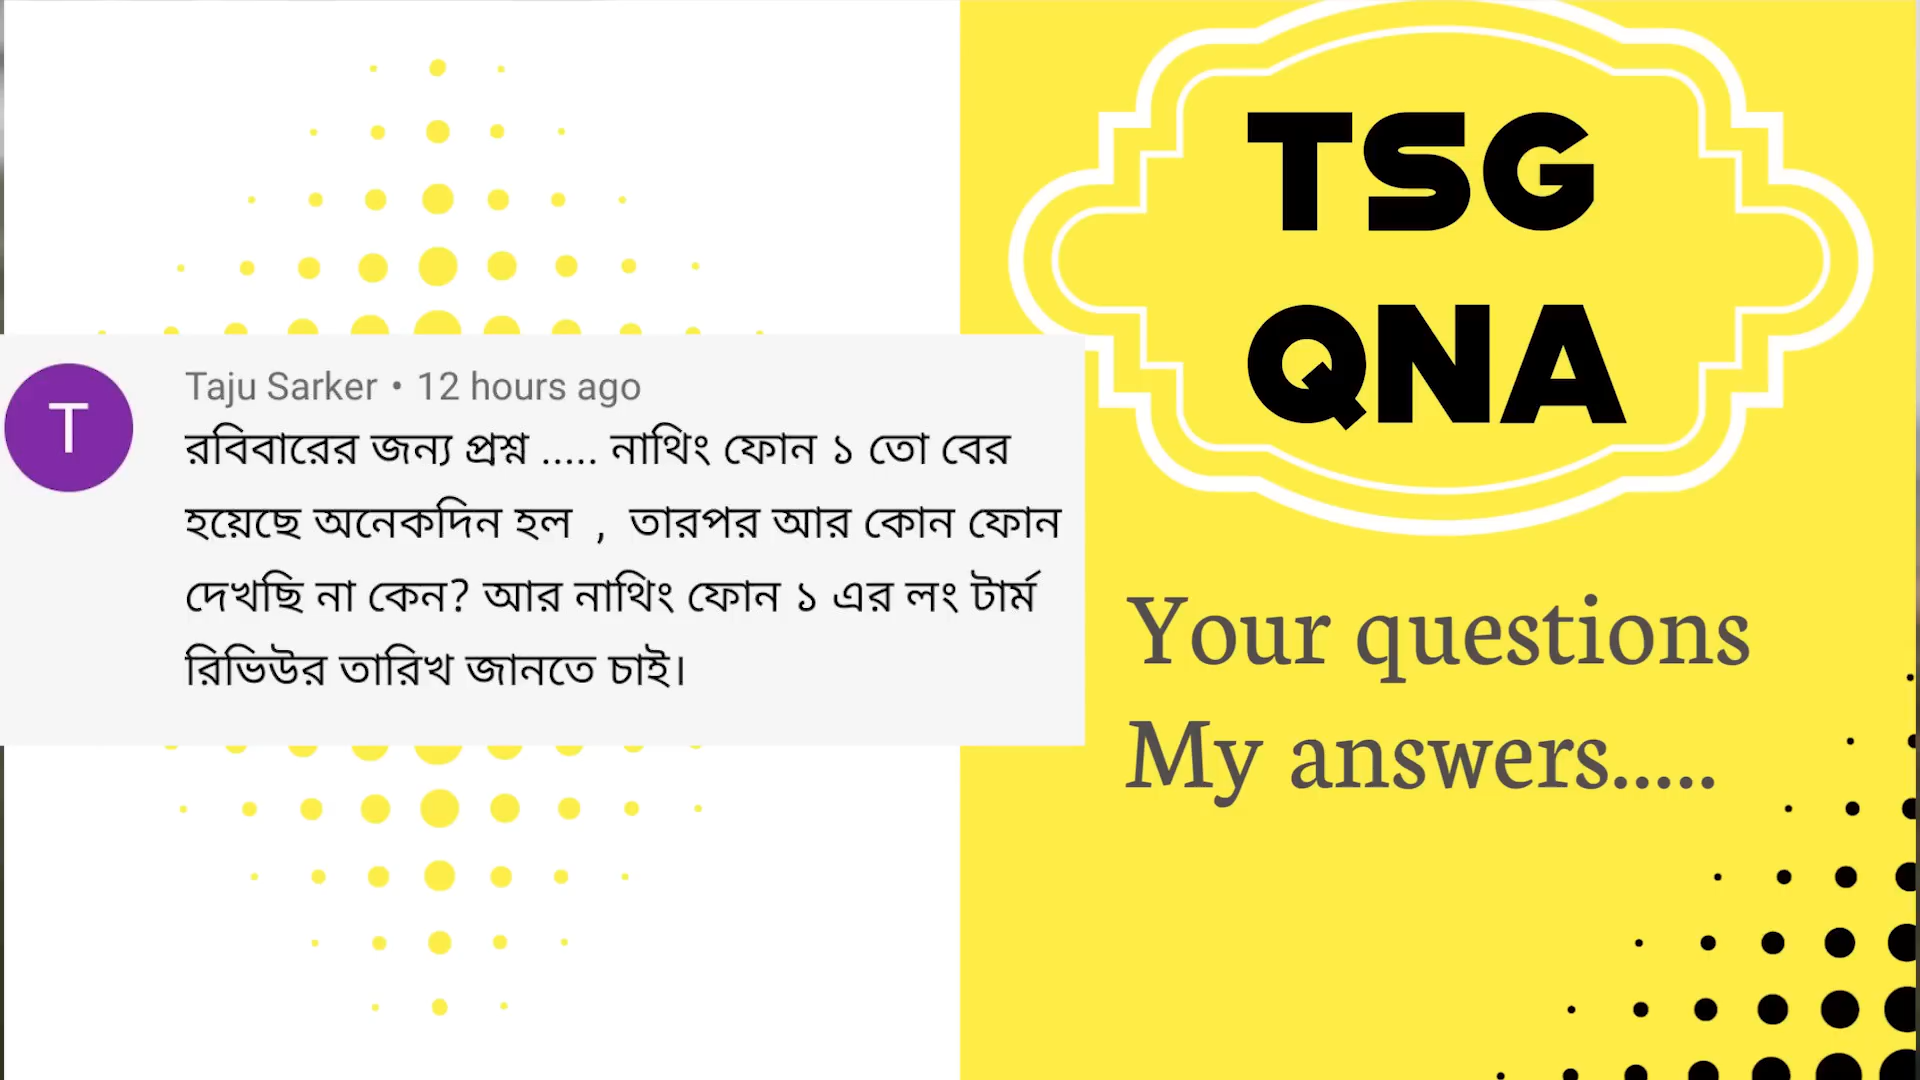 TSG
QNA
Taju Sarker • 12 hours ago
রবিবারের জন্য প্রশ্ন ..... নাথিং ফোন ১ তো বের
হয়েছে অনেকদিন হল , তারপর আর কোন ফোন
দেখছি না কেন? আর নাথিং ফোন ১ এর লং টার্ম
রিভিউর তারিখ জানতে চাই।
T
Your questions
My answers.....